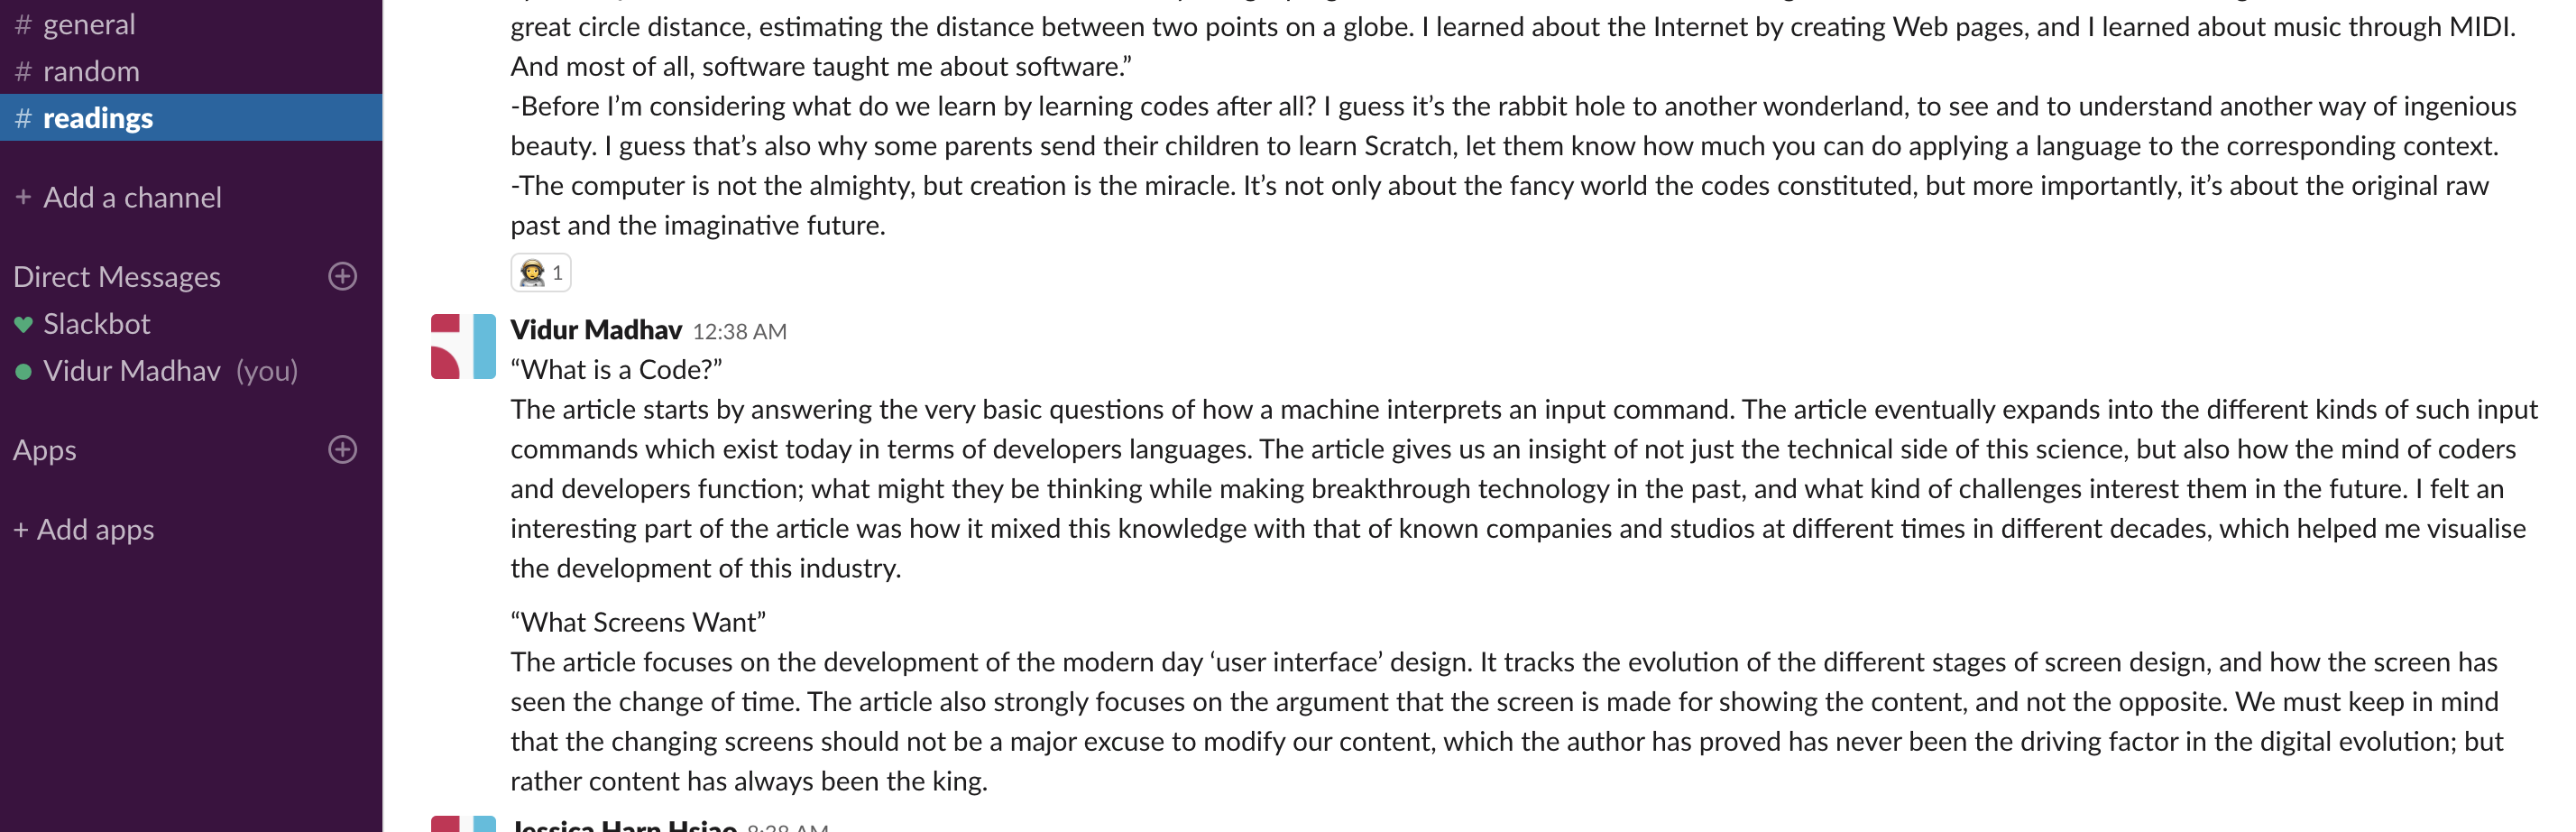 # general
# random
# readings
+ Add a channel
Direct Messages
Slackbot
Vidur Madhav (you)
Apps
+ Add apps
great circle distance, estimating the distance between two points on a globe. I learned about the Internet by creating Web pages, and I learned about music through MIDI.
And most of all, software taught me about software.”
-Before I’m considering what do we learn by learning codes after all? I guess it’s the rabbit hole to another wonderland, to see and to understand another way of ingenious
beauty. I guess that’s also why some parents send their children to learn Scratch, let them know how much you can do applying a language to the corresponding context.
-The computer is not the almighty, but creation is the miracle. It’s not only about the fancy world the codes constituted, but more importantly, it’s about the original raw
past and the imaginative future.
1
Vidur Madhav 12:38 AM
“What is a Code?”
The article starts by answering the very basic questions of how a machine interprets an input command. The article eventually expands into the different kinds of such input
commands which exist today in terms of developers languages. The article gives us an insight of not just the technical side of this science, but also how the mind of coders
and developers function; what might they be thinking while making breakthrough technology in the past, and what kind of challenges interest them in the future. I felt an
interesting part of the article was how it mixed this knowledge with that of known companies and studios at different times in different decades, which helped me visualise
the development of this industry.
“What Screens Want”
The article focuses on the development of the modern day ‘user interface’ design. It tracks the evolution of the different stages of screen design, and how the screen has
seen the change of time. The article also strongly focuses on the argument that the screen is made for showing the content, and not the opposite. We must keep in mind
that the changing screens should not be a major excuse to modify our content, which the author has proved has never been the driving factor in the digital evolution; but
rather content has always been the king.
Jessica Harn Hsiao 8:38 AM